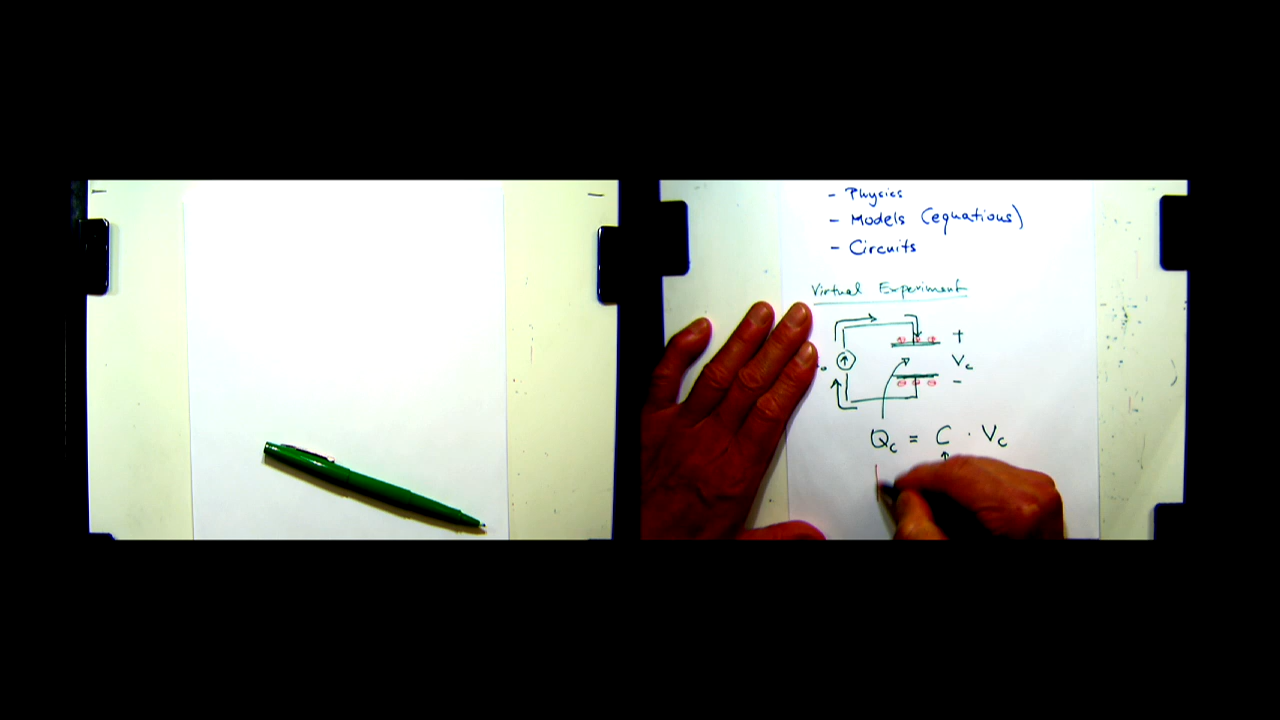 - Physics
- Models (equations)
- Circuits
Virtual Experiment
+
Vc
-
Qc = C · Vc